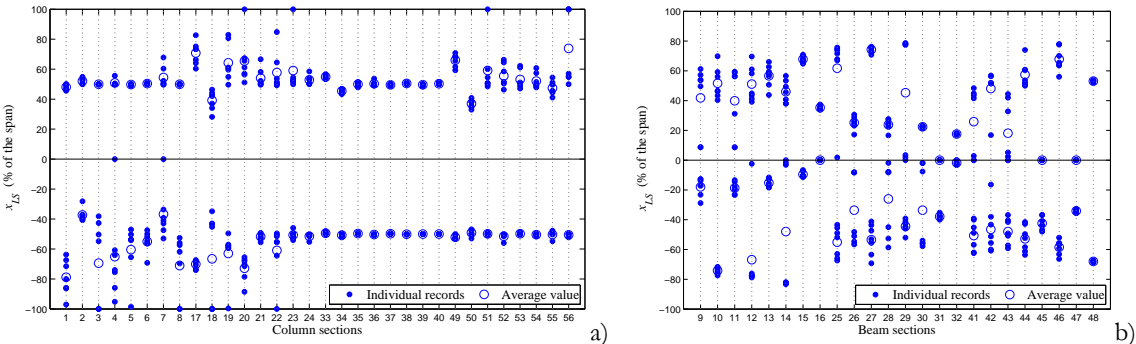 100
80
60
40
20
0
−20
−40
−60
−80
−100
x_LS (% of the span)
1 2 3 4 5 6 7 8 17 18 19 20 21 22 23 24 33 34 35 36 37 38 39 40 49 50 51 52 53 54 55 56
Column sections
Individual records Average value
a)
100
80
60
40
20
0
−20
−40
−60
−80
−100
x_LS (% of the span)
9 10 11 12 13 14 15 16 25 26 27 28 29 30 31 32 41 42 43 44 45 46 47 48
Beam sections
Individual records Average value
b)